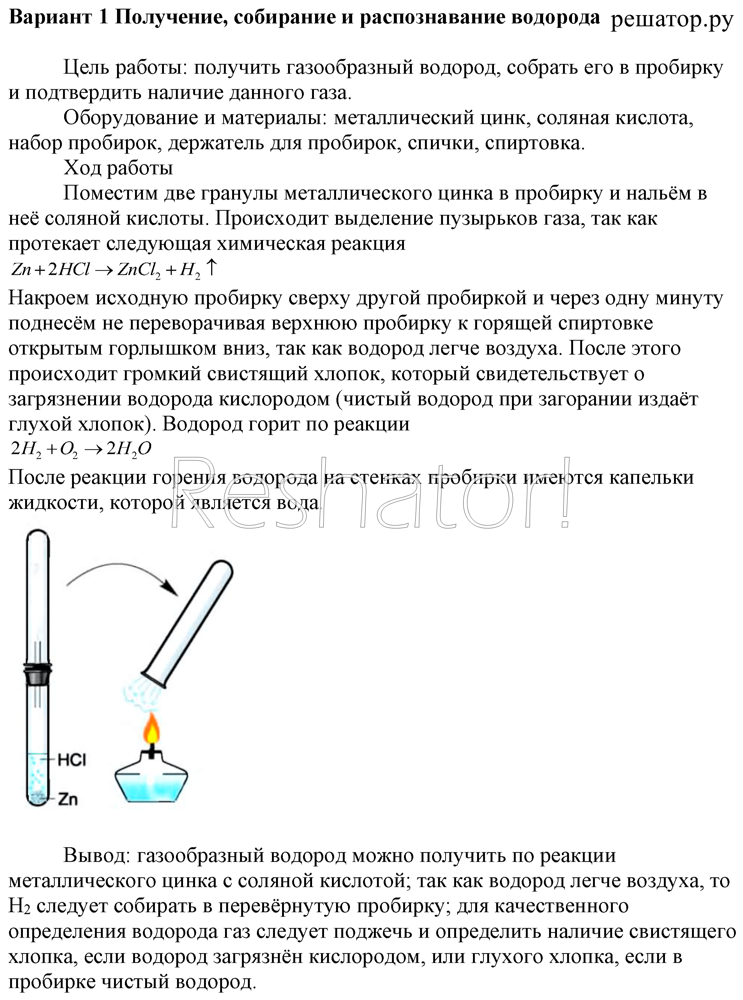 Вариант 1 Получение, собирание и распознавание водорода решатор.ру
Цель работы: получить газообразный водород, собрать его в пробирку
и подтвердить наличие данного газа.
Оборудование и материалы: металлический цинк, соляная кислота,
набор пробирок, держатель для пробирок, спички, спиртовка.
Ход работы
Поместим две гранулы металлического цинка в пробирку и нальём в
неё соляной кислоты. Происходит выделение пузырьков газа, так как
протекает следующая химическая реакция
Zn + 2HCl → ZnCl₂ + H₂ ↑
Накроем исходную пробирку сверху другой пробиркой и через одну минуту
поднесём не переворачивая верхнюю пробирку к горящей спиртовке
открытым горлышком вниз, так как водород легче воздуха. После этого
происходит громкий свистящий хлопок, который свидетельствует о
загрязнении водорода кислородом (чистый водород при загорании издаёт
глухой хлопок). Водород горит по реакции
2H₂ + O₂ → 2H₂O
После реакции горения водорода на стенках пробирки имеются капельки
жидкости, которой является вода.
Reshator!
HCl
Zn
Вывод: газообразный водород можно получить по реакции
металлического цинка с соляной кислотой; так как водород легче воздуха, то
H₂ следует собирать в перевёрнутую пробирку; для качественного
определения водорода газ следует поджечь и определить наличие свистящего
хлопка, если водород загрязнён кислородом, или глухого хлопка, если в
пробирке чистый водород.